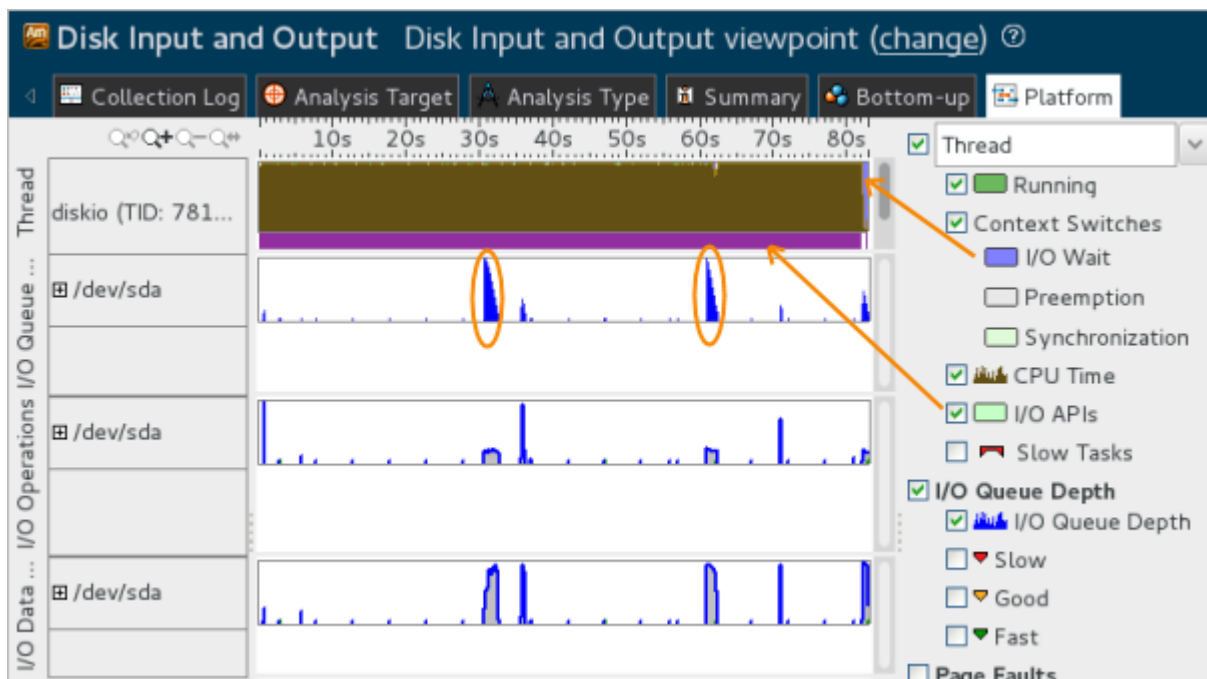 Am Disk Input and Output Disk Input and Output viewpoint (change) ?
Collection Log Analysis Target Analysis Type Summary Bottom-up Platform
10s 20s 30s 40s 50s 60s 70s 80s
Thread
diskio (TID: 781...
I/O Queue ...
/dev/sda
I/O Operations
/dev/sda
I/O Data ...
/dev/sda
Thread
Running
Context Switches
I/O Wait
Preemption
Synchronization
CPU Time
I/O APIs
Slow Tasks
I/O Queue Depth
I/O Queue Depth
Slow
Good
Fast
Page Faults